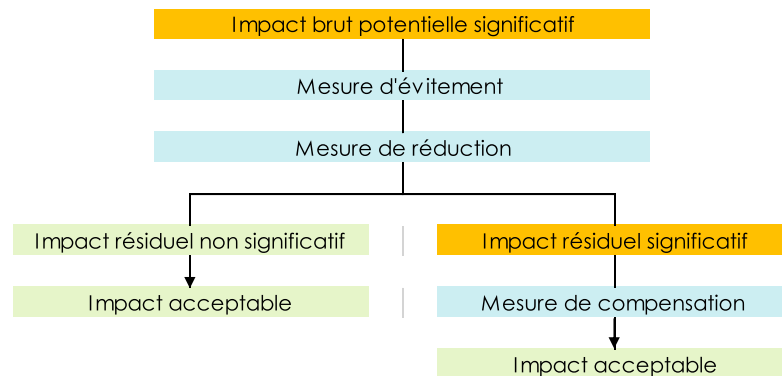 Impact brut potentielle significatif
Mesure d'évitement
Mesure de réduction
Impact résiduel non significatif
Impact résiduel significatif
Impact acceptable
Mesure de compensation
Impact acceptable